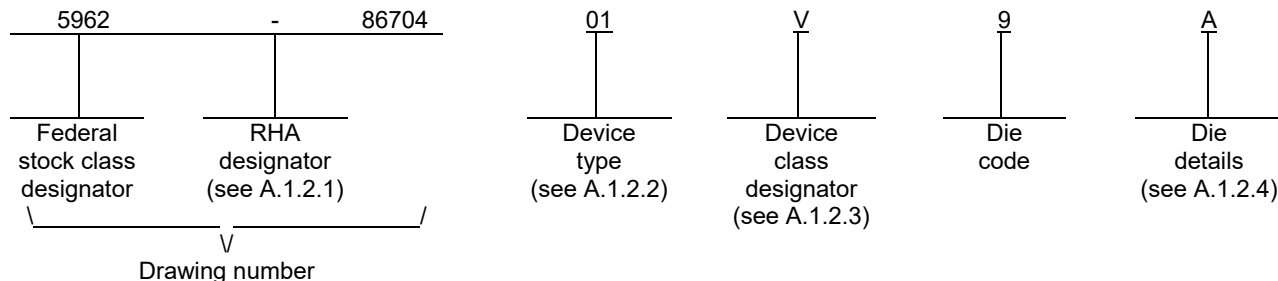 5962 - 86704 01 V 9 A
Federal stock class designator
RHA designator (see A.1.2.1)
Device type (see A.1.2.2)
Device class designator (see A.1.2.3)
Die code
Die details (see A.1.2.4)
\ /
\/
Drawing number